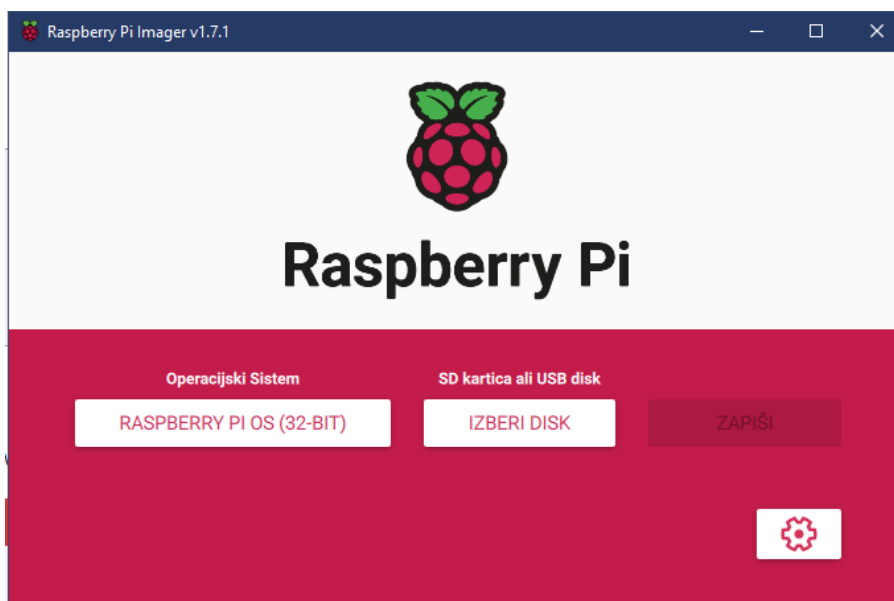 Raspberry Pi Imager v1.7.1
Raspberry Pi
Operacijski Sistem
SD kartica ali USB disk
RASPBERRY PI OS (32-BIT)
IZBERI DISK
ZAPIŠI